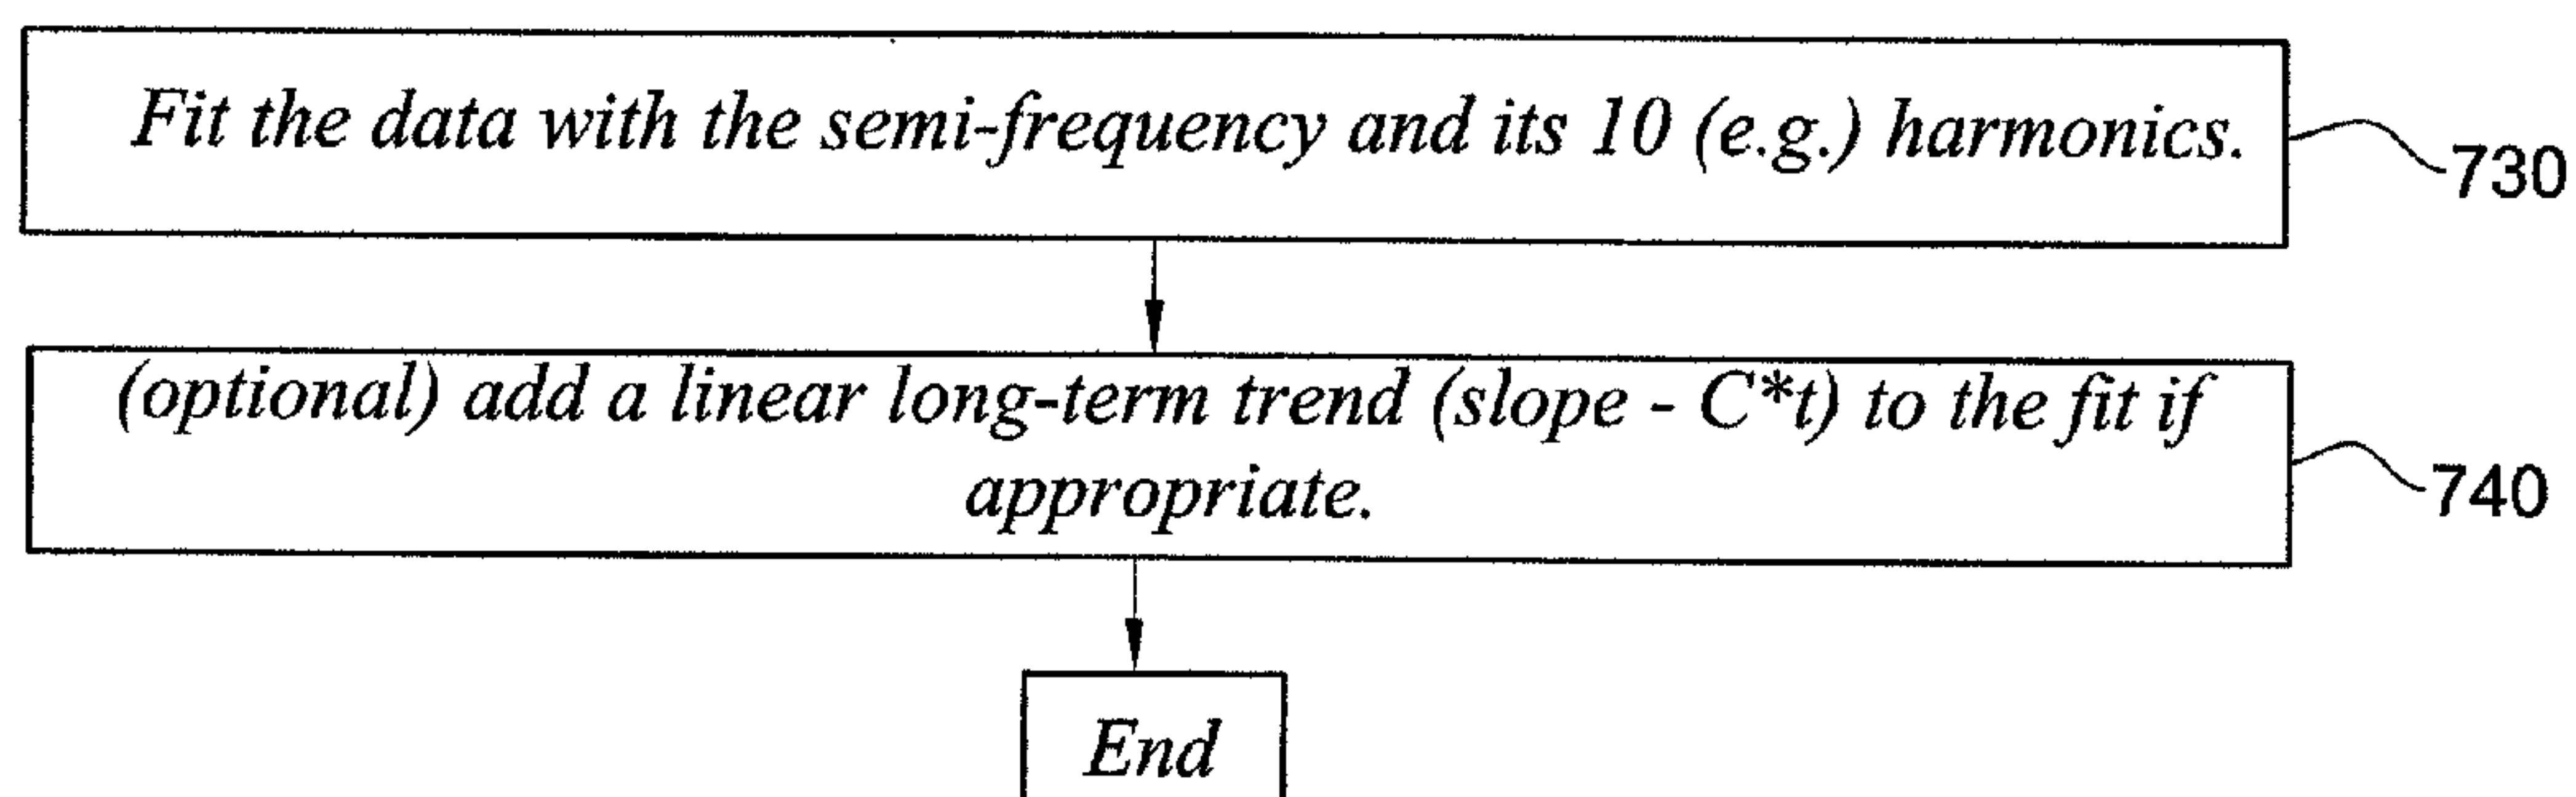 Fit the data with the semi-frequency and its 10 (e.g.) harmonics.
730
(optional) add a linear long-term trend (slope - C*t) to the fit if
appropriate.
740
End